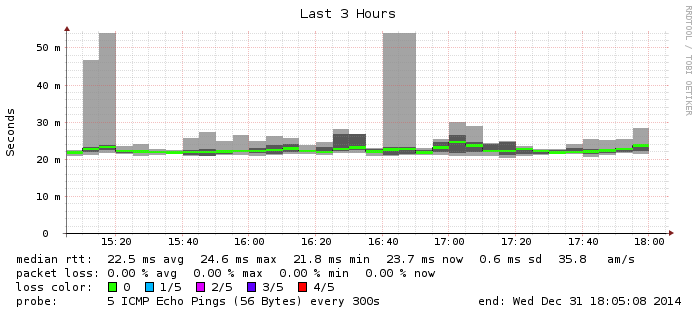 Last 3 Hours
RRDTOOL / TOBI OETIKER
Seconds
50 m
40 m
30 m
20 m
10 m
0
15:20 15:40 16:00 16:20 16:40 17:00 17:20 17:40 18:00
median rtt: 22.5 ms avg 24.6 ms max 21.8 ms min 23.7 ms now 0.6 ms sd 35.8 am/s
packet loss: 0.00 % avg 0.00 % max 0.00 % min 0.00 % now
loss color: 0 1/5 2/5 3/5 4/5
probe: 5 ICMP Echo Pings (56 Bytes) every 300s end: Wed Dec 31 18:05:08 2014